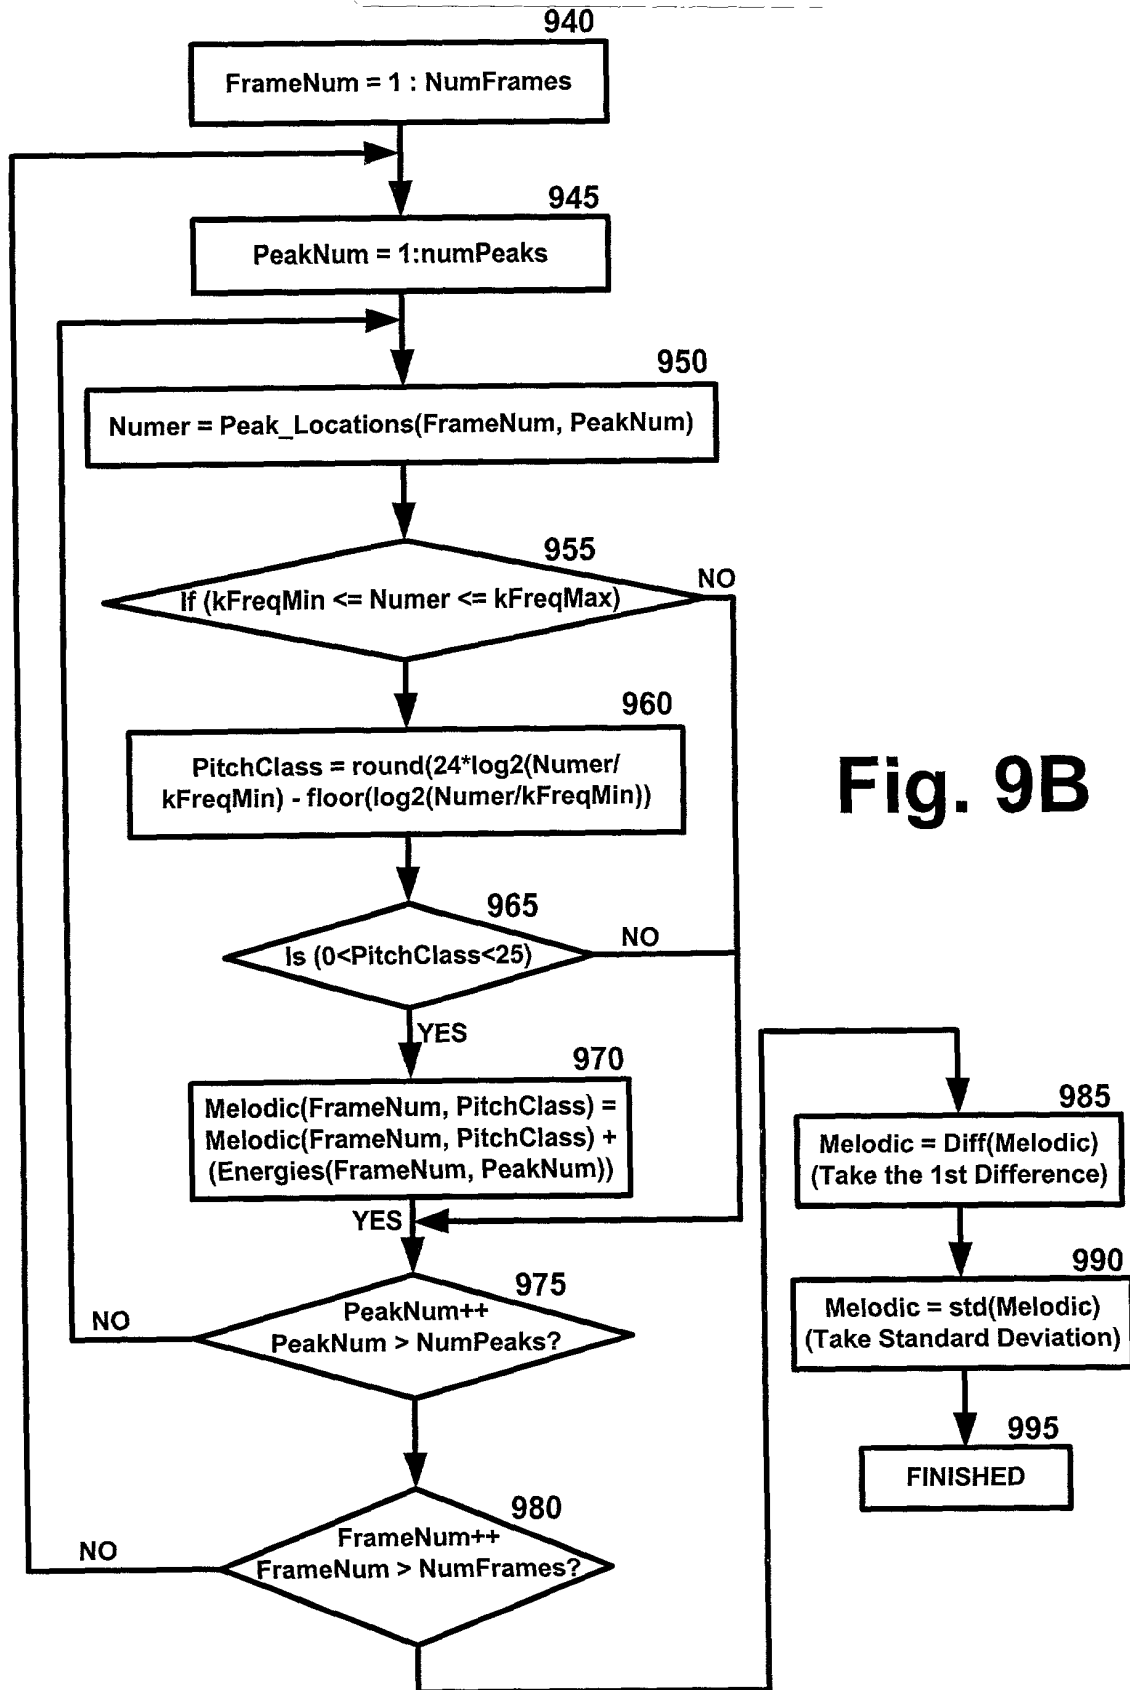 940
FrameNum = 1 : NumFrames
945
PeakNum = 1:numPeaks
950
Numer = Peak_Locations(FrameNum, PeakNum)
955
If (kFreqMin <= Numer <= kFreqMax)
NO
960
PitchClass = round(24*log2(Numer/
kFreqMin) - floor(log2(Numer/kFreqMin))
965
Is (0<PitchClass<25)
NO
YES
970
Melodic(FrameNum, PitchClass) =
Melodic(FrameNum, PitchClass) +
(Energies(FrameNum, PeakNum))
YES
975
PeakNum++
PeakNum > NumPeaks?
NO
980
FrameNum++
FrameNum > NumFrames?
NO
985
Melodic = Diff(Melodic)
(Take the 1st Difference)
990
Melodic = std(Melodic)
(Take Standard Deviation)
995
FINISHED
Fig. 9B